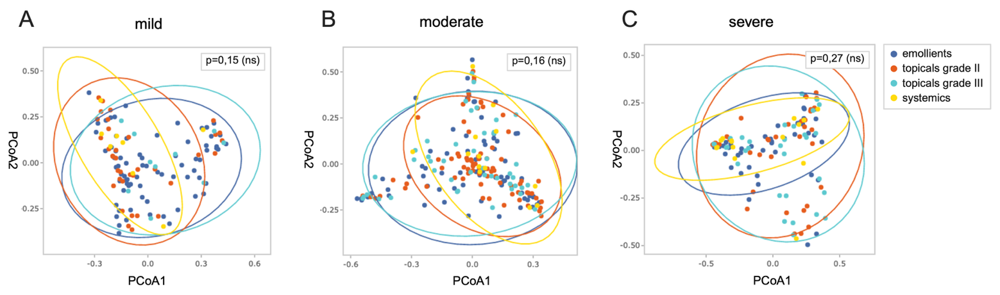 A
mild
p=0,15 (ns)
0.50
0.25
0.00
-0.25
-0.3
0.0
0.3
0.6
PCoA2
PCoA1
B
moderate
p=0,16 (ns)
0.50
0.25
0.00
-0.25
-0.6
-0.3
0.0
0.3
PCoA2
PCoA1
C
severe
p=0,27 (ns)
0.50
0.25
0.00
-0.25
-0.50
-0.5
0.0
0.5
PCoA2
PCoA1
emollients
topicals grade II
topicals grade III
systemics